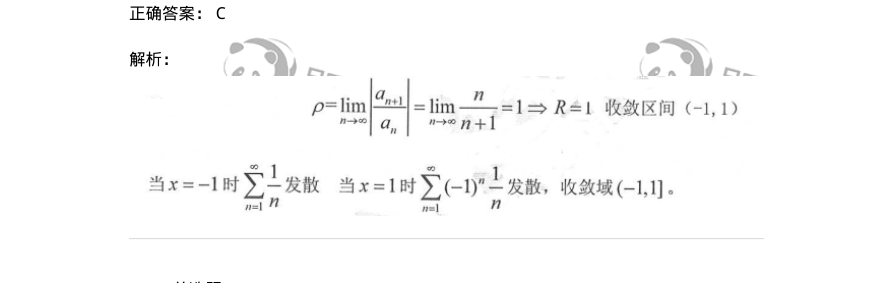 正确答案： C
解析：
ρ=lim_{n→∞}|a_{n+1}/a_n|=lim_{n→∞} n/(n+1)=1⇒ R=1 收敛区间（-1,1）
当x=-1时∑_{n=1}^{∞} 1/n 发散 当x=1时∑_{n=1}^{∞}(-1)^n 1/n 发散，收敛域(-1,1]。